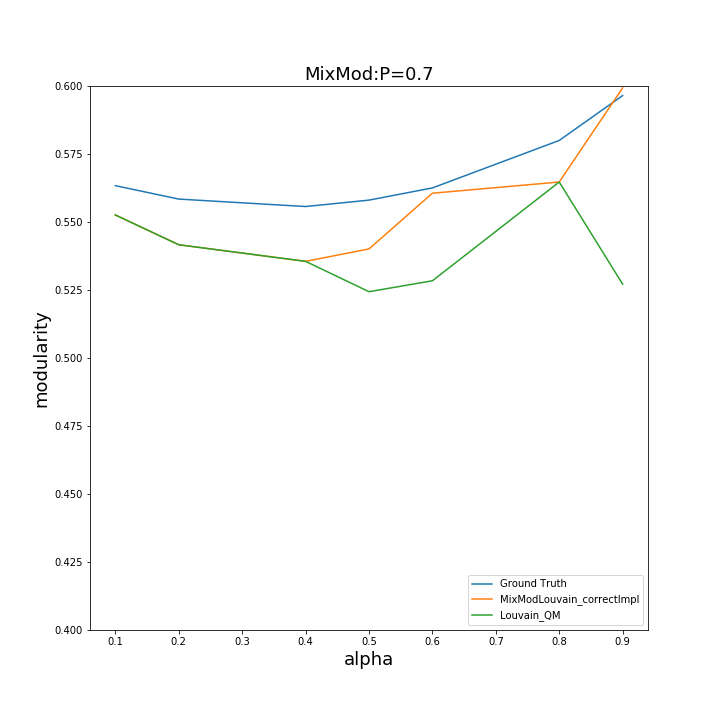 MixMod:P=0.7
0.600
0.575
0.550
0.525
0.500
0.475
0.450
0.425
0.400
modularity
0.1 0.2 0.3 0.4 0.5 0.6 0.7 0.8 0.9
alpha
Ground Truth
MixModLouvain_correctImpl
Louvain_QM